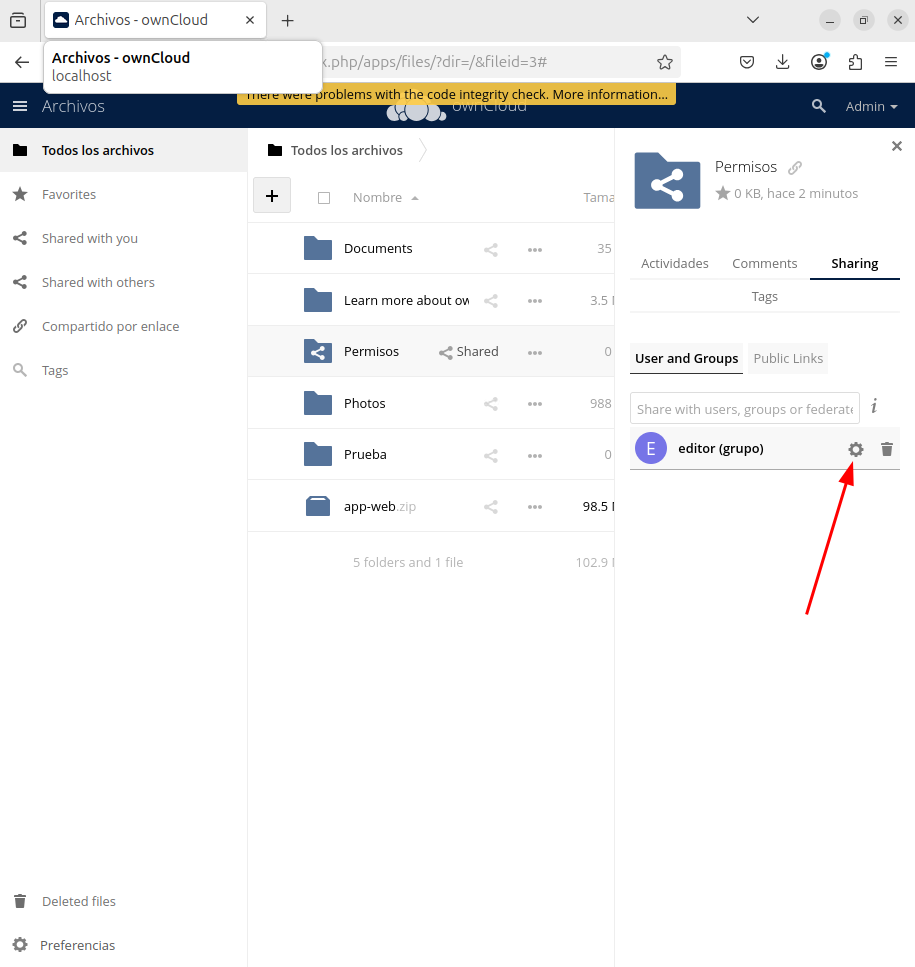 Archivos - ownCloud
Archivos - ownCloud
localhost
x.php/apps/files/?dir=/&fileid=3#
There were problems with the code integrity check. More information...
Archivos
ownCloud
Admin
Todos los archivos
Favorites
Shared with you
Shared with others
Compartido por enlace
Tags
Deleted files
Preferencias
Todos los archivos
+
Nombre
Tama
Documents
35
Learn more about ow
3.5
Permisos
Shared
0
Photos
988
Prueba
0
app-web.zip
98.5
5 folders and 1 file
102.9
Permisos
0 KB, hace 2 minutos
Actividades
Comments
Sharing
Tags
User and Groups
Public Links
Share with users, groups or federate
i
E
editor (grupo)